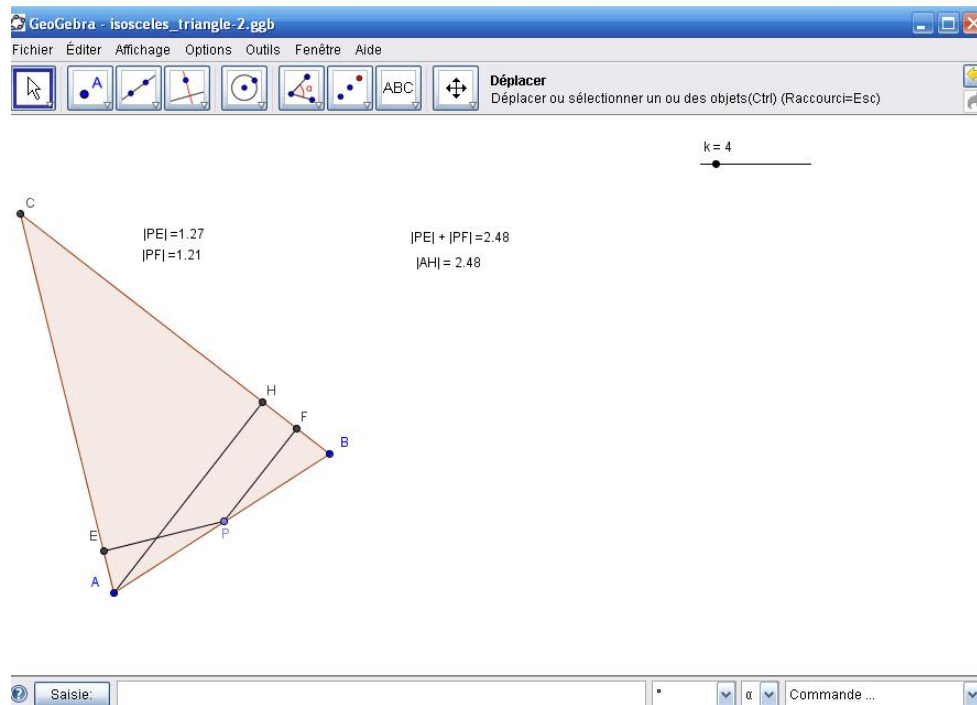 GeoGebra - isosceles_triangle-2.ggb
Fichier Éditer Affichage Options Outils Fenêtre Aide
A
α
ABC
Déplacer
Déplacer ou sélectionner un ou des objets(Ctrl) (Raccourci=Esc)
k = 4
C
|PE| =1.27
|PF| =1.21
|PE| + |PF| =2.48
|AH| = 2.48
H
F
B
E
P
A
Saisie:
°
α
Commande ...